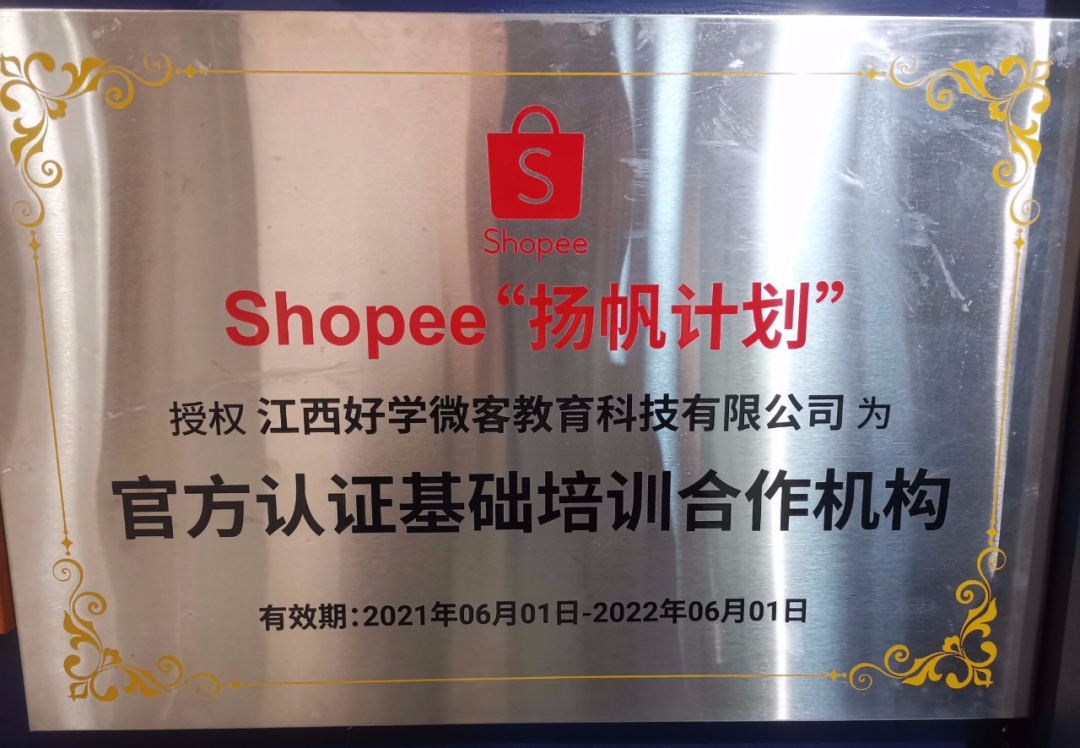 S
Shopee
Shopee“扬帆计划”
授权 江西好学微客教育科技有限公司 为
官方认证基础培训合作机构
有效期:2021年06月01日-2022年06月01日